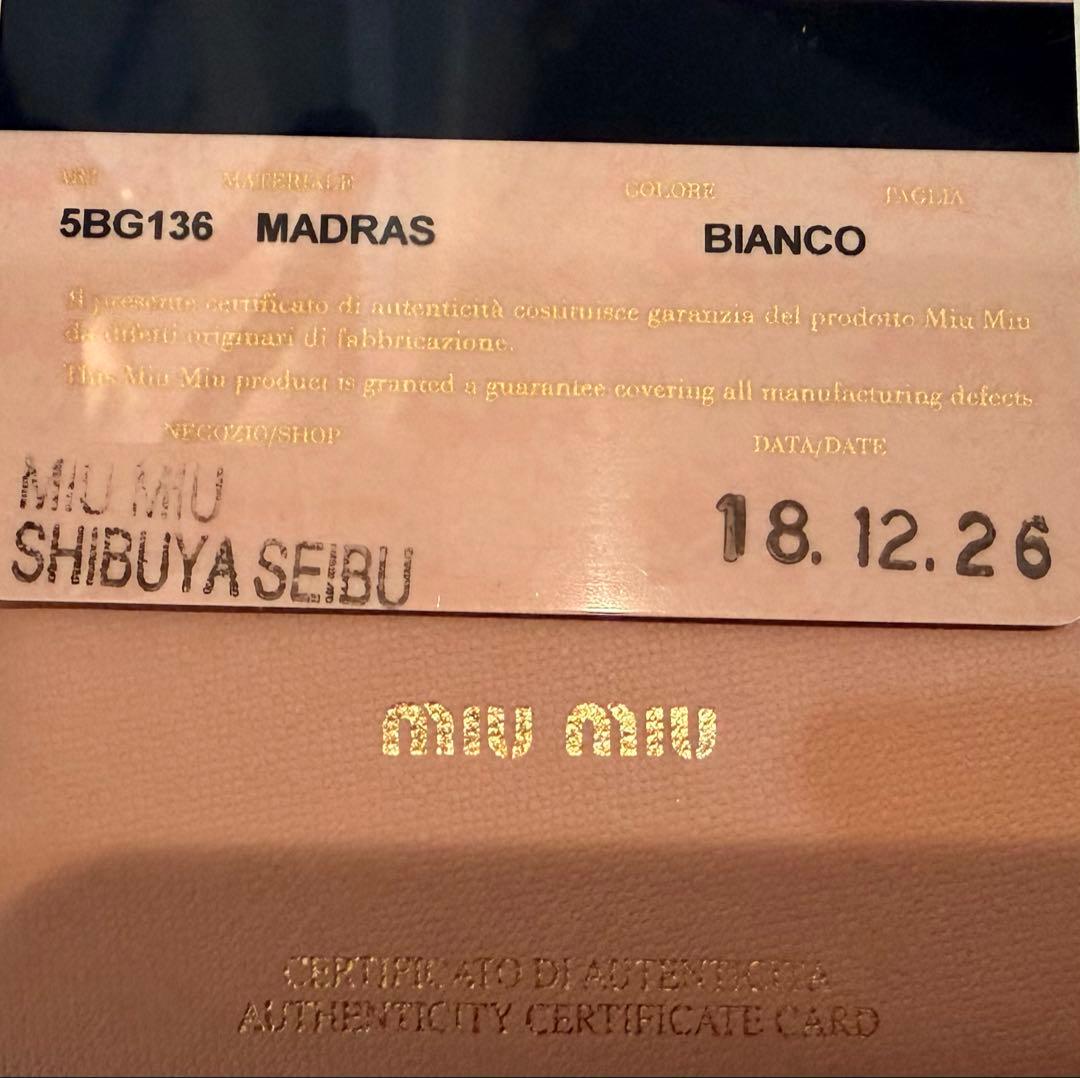 ART MATERIALE COLORE TAGLIA
5BG136 MADRAS BIANCO
Il presente certificato di autenticità costituisce garanzia del prodotto Miu Miu
da difetti originari di fabbricazione.
This Miu Miu product is granted a guarantee covering all manufacturing defects
NEGOZIO/SHOP DATA/DATE
MIU MIU
SHIBUYA SEIBU 18.12.26
miu miu
CERTIFICATO DI AUTENTICITÀ
AUTHENTICITY CERTIFICATE CARD